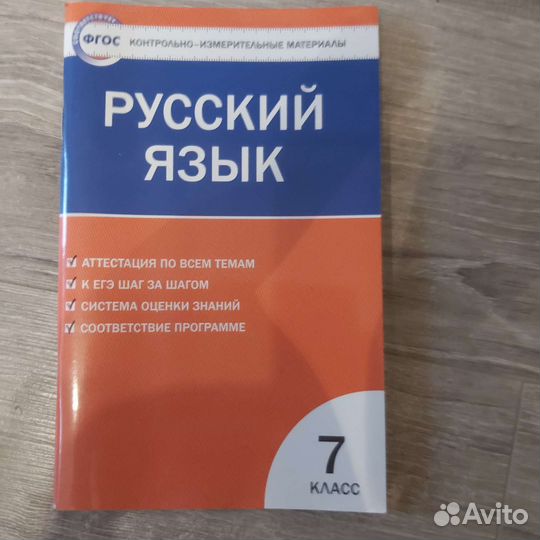 СООТВЕТСТВУЕТ
ФГОС
КОНТРОЛЬНО-ИЗМЕРИТЕЛЬНЫЕ МАТЕРИАЛЫ
РУССКИЙ
ЯЗЫК
АТТЕСТАЦИЯ ПО ВСЕМ ТЕМАМ
К ЕГЭ ШАГ ЗА ШАГОМ
СИСТЕМА ОЦЕНКИ ЗНАНИЙ
СООТВЕТСТВИЕ ПРОГРАММЕ
7
КЛАСС
Avito